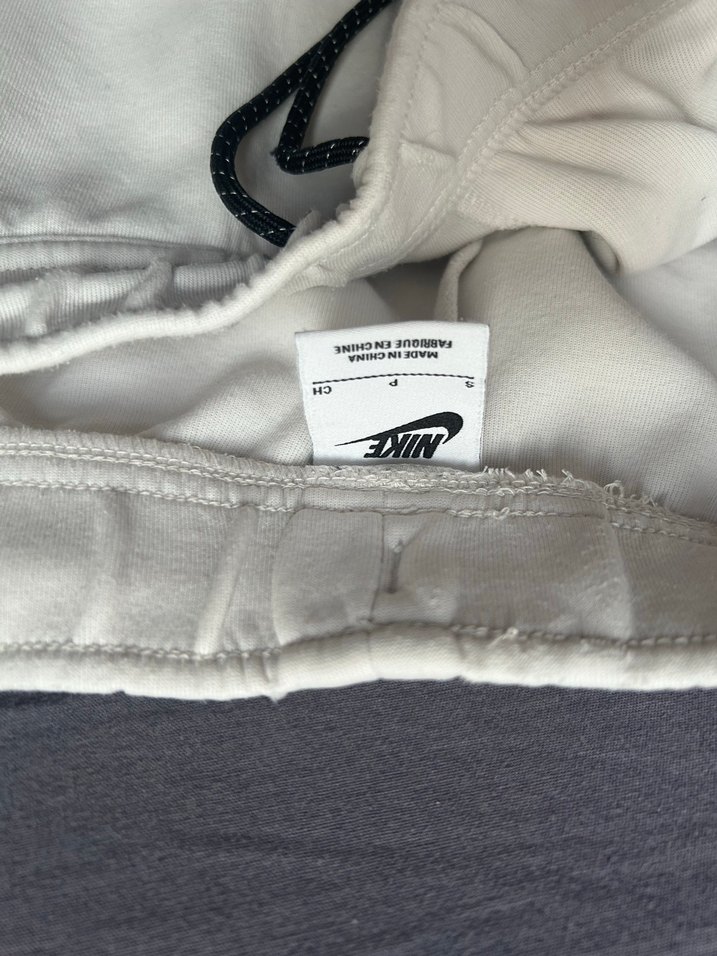 NIKE
S P CH
MADE IN CHINA
FABRIQUE EN CHINE